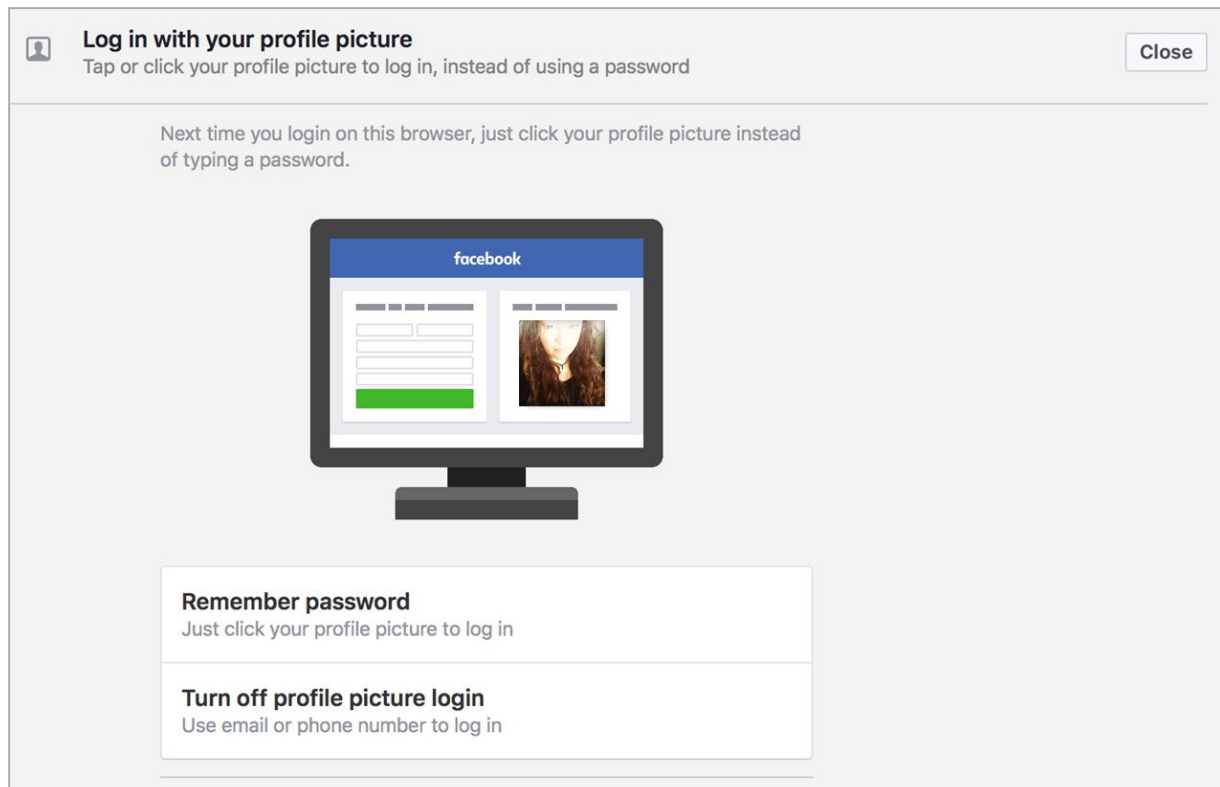 Log in with your profile picture
Close
Tap or click your profile picture to log in, instead of using a password
Next time you login on this browser, just click your profile picture instead
of typing a password.
facebook
Remember password
Just click your profile picture to log in
Turn off profile picture login
Use email or phone number to log in